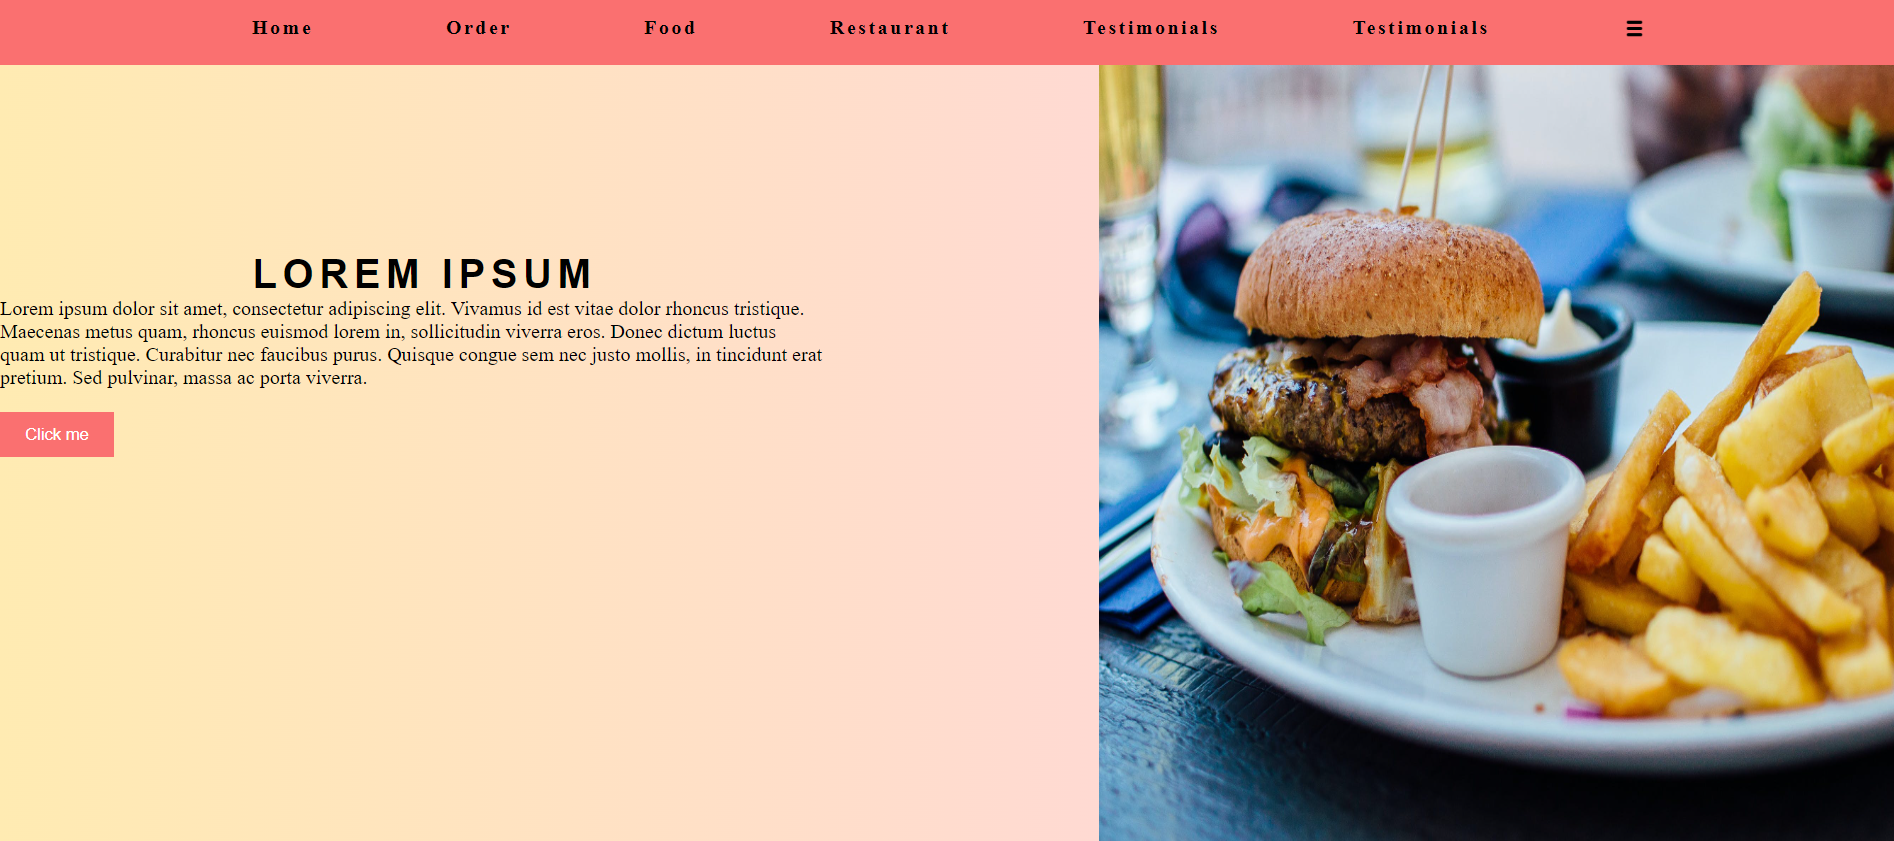 Home Order Food Restaurant Testimonials Testimonials
LOREM IPSUM
Lorem ipsum dolor sit amet, consectetur adipiscing elit. Vivamus id est vitae dolor rhoncus tristique.
Maecenas metus quam, rhoncus euismod lorem in, sollicitudin viverra eros. Donec dictum luctus
quam ut tristique. Curabitur nec faucibus purus. Quisque congue sem nec justo mollis, in tincidunt erat
pretium. Sed pulvinar, massa ac porta viverra.
Click me